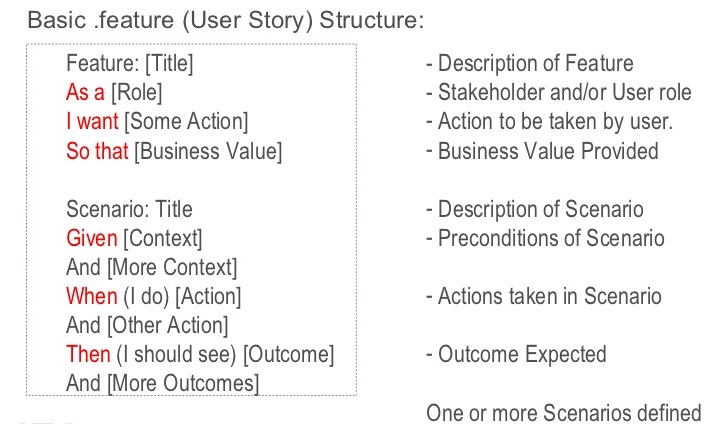 Basic .feature (User Story) Structure:
Feature: [Title] - Description of Feature
As a [Role] - Stakeholder and/or User role
I want [Some Action] - Action to be taken by user.
So that [Business Value] - Business Value Provided
Scenario: Title - Description of Scenario
Given [Context] - Preconditions of Scenario
And [More Context]
When (I do) [Action] - Actions taken in Scenario
And [Other Action]
Then (I should see) [Outcome] - Outcome Expected
And [More Outcomes]
One or more Scenarios defined